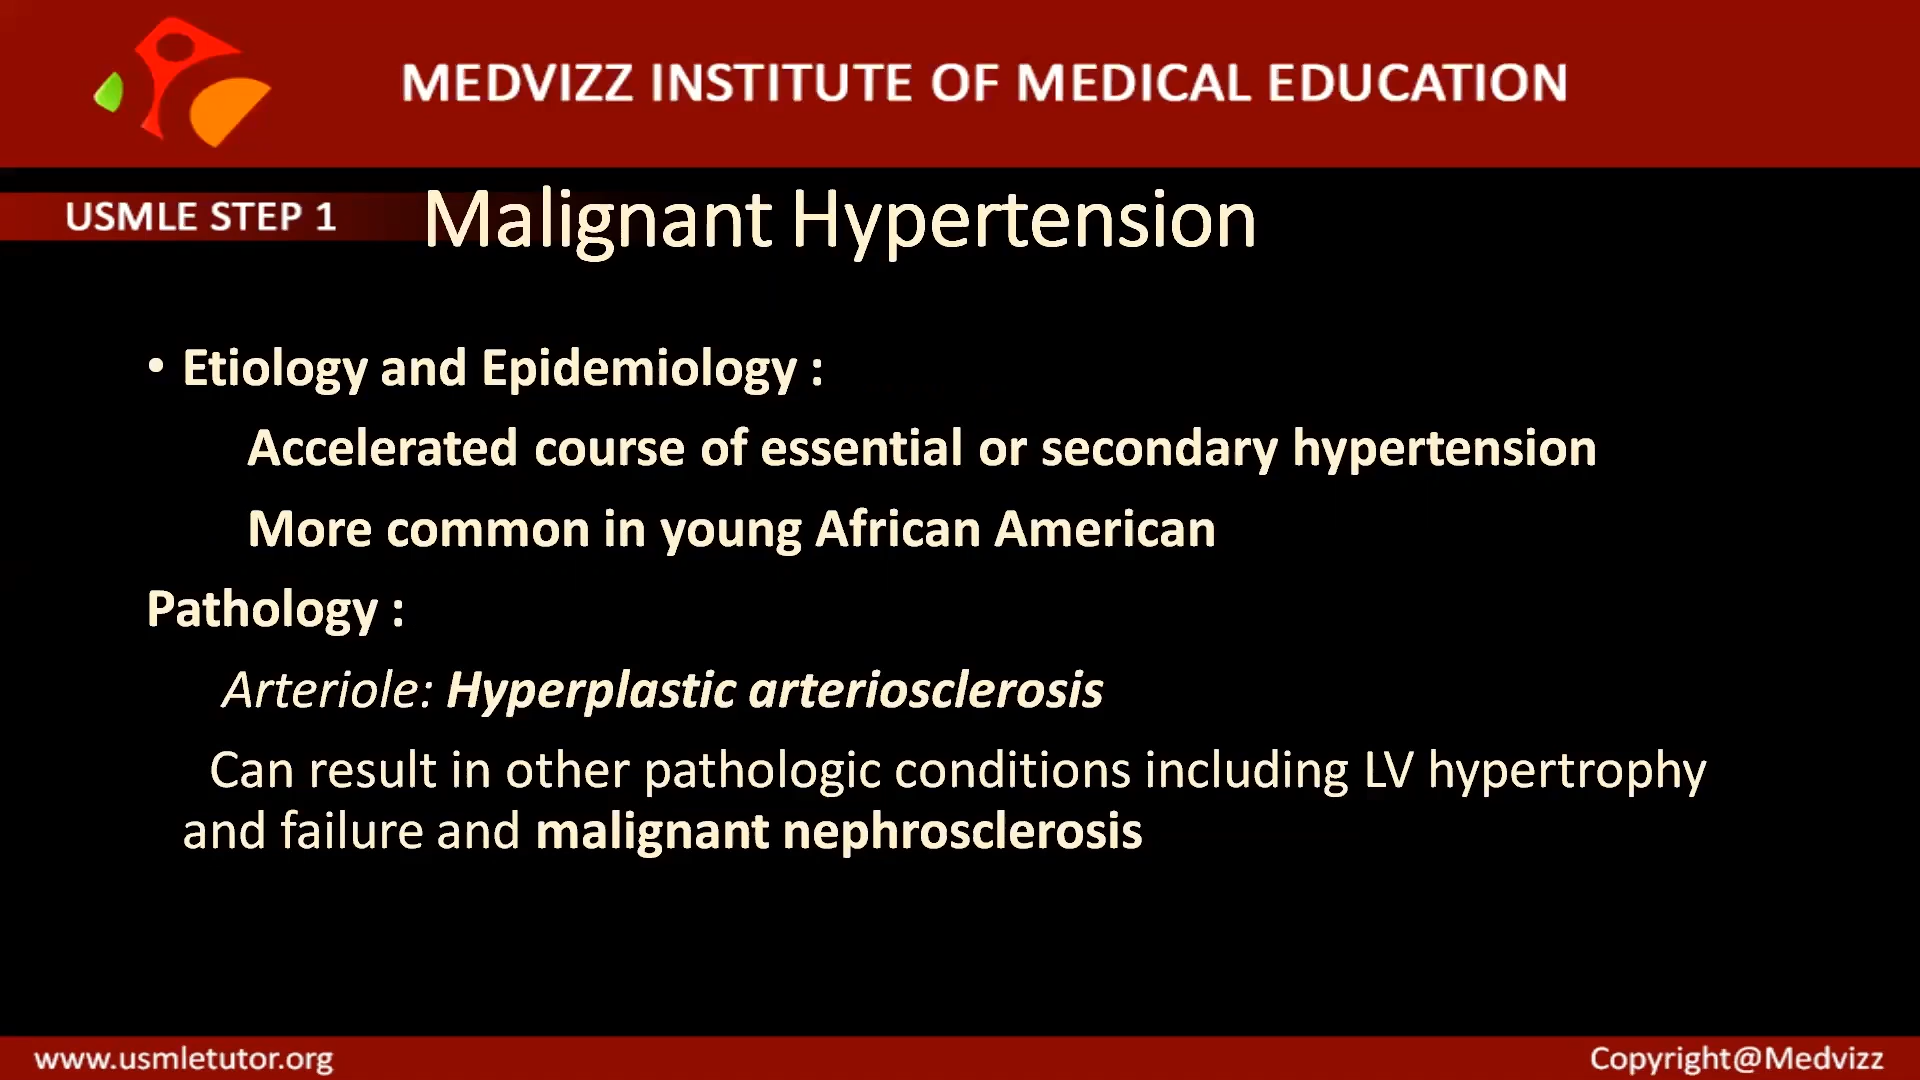 MEDVIZZ INSTITUTE OF MEDICAL EDUCATION
USMLE STEP 1
Malignant Hypertension
• Etiology and Epidemiology :
Accelerated course of essential or secondary hypertension
More common in young African American
Pathology :
Arteriole: Hyperplastic arteriosclerosis
Can result in other pathologic conditions including LV hypertrophy
and failure and malignant nephrosclerosis
www.usmletutor.org
Copyright@Medvizz